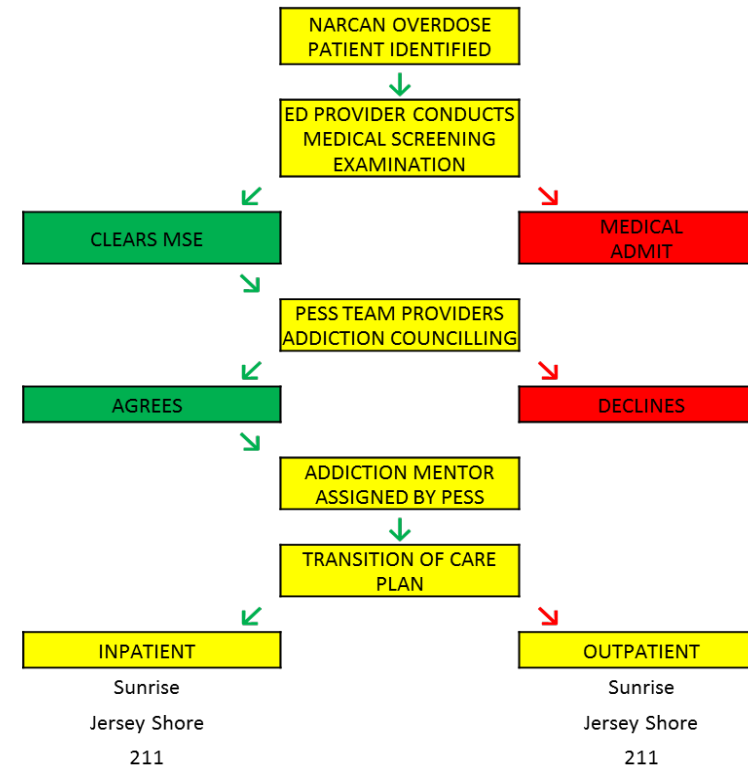 NARCAN OVERDOSE
PATIENT IDENTIFIED
ED PROVIDER CONDUCTS
MEDICAL SCREENING
EXAMINATION
CLEARS MSE
MEDICAL
ADMIT
PESS TEAM PROVIDERS
ADDICTION COUNCILLING
AGREES
DECLINES
ADDICTION MENTOR
ASSIGNED BY PESS
TRANSITION OF CARE
PLAN
INPATIENT
Sunrise
Jersey Shore
211
OUTPATIENT
Sunrise
Jersey Shore
211